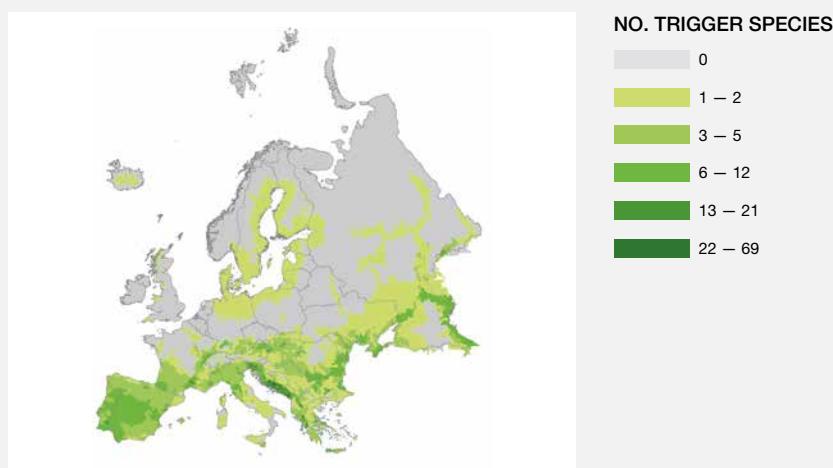 NO. TRIGGER SPECIES
0
1 — 2
3 — 5
6 — 12
13 — 21
22 — 69